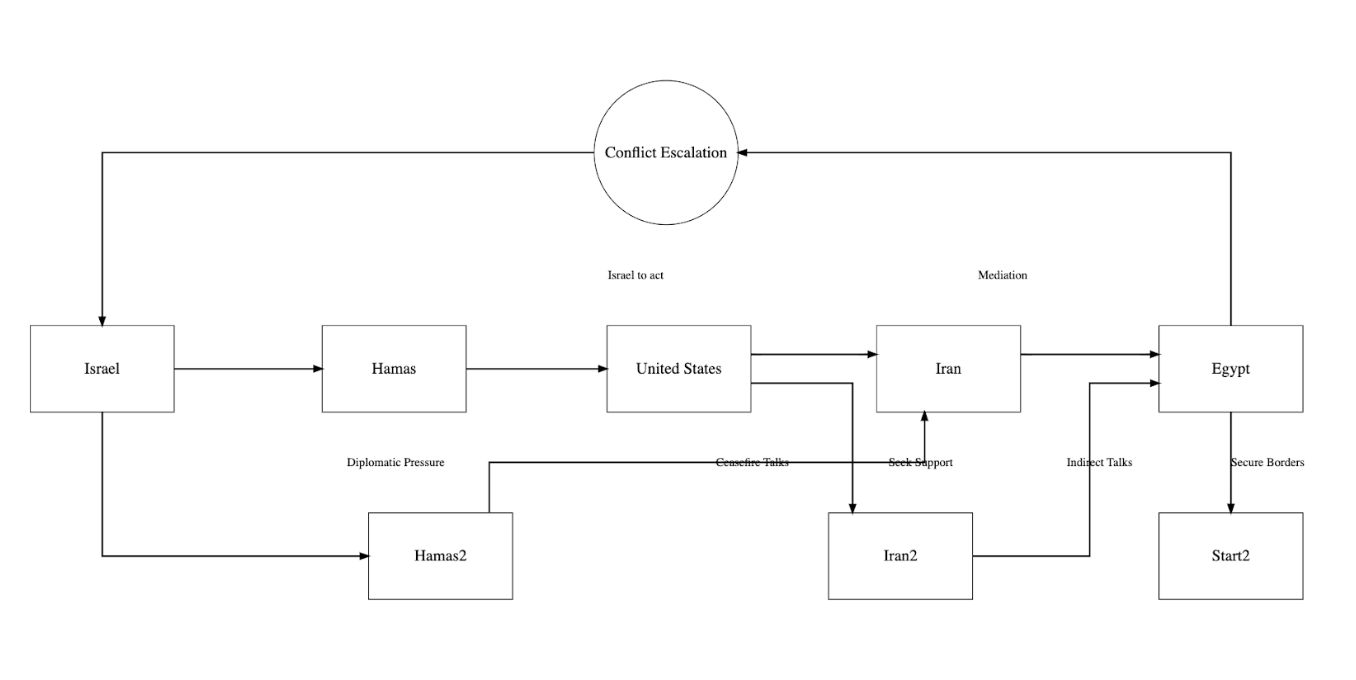 Conflict Escalation
Israel to act
Mediation
Israel
Hamas
United States
Iran
Egypt
Diplomatic Pressure
Ceasefire Talks
Seek Support
Indirect Talks
Secure Borders
Hamas2
Iran2
Start2